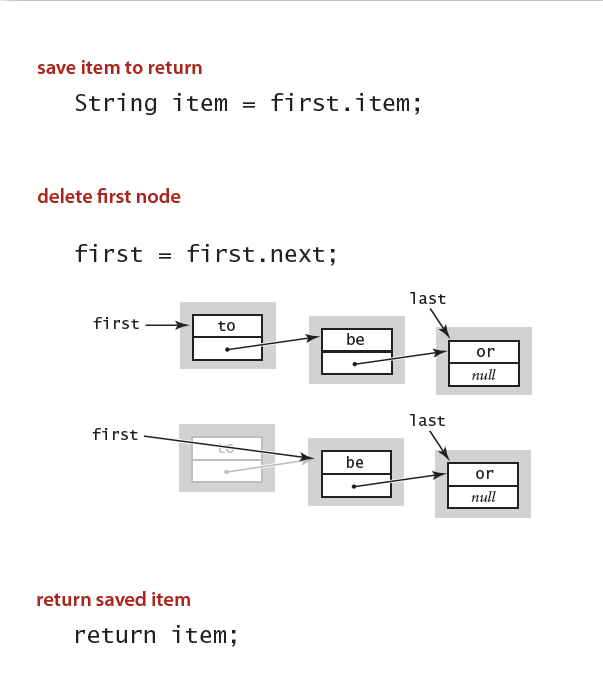 save item to return
String item = first.item;
delete first node
first = first.next;
last
first
to
be
or
null
last
first
to
be
or
null
return saved item
return item;